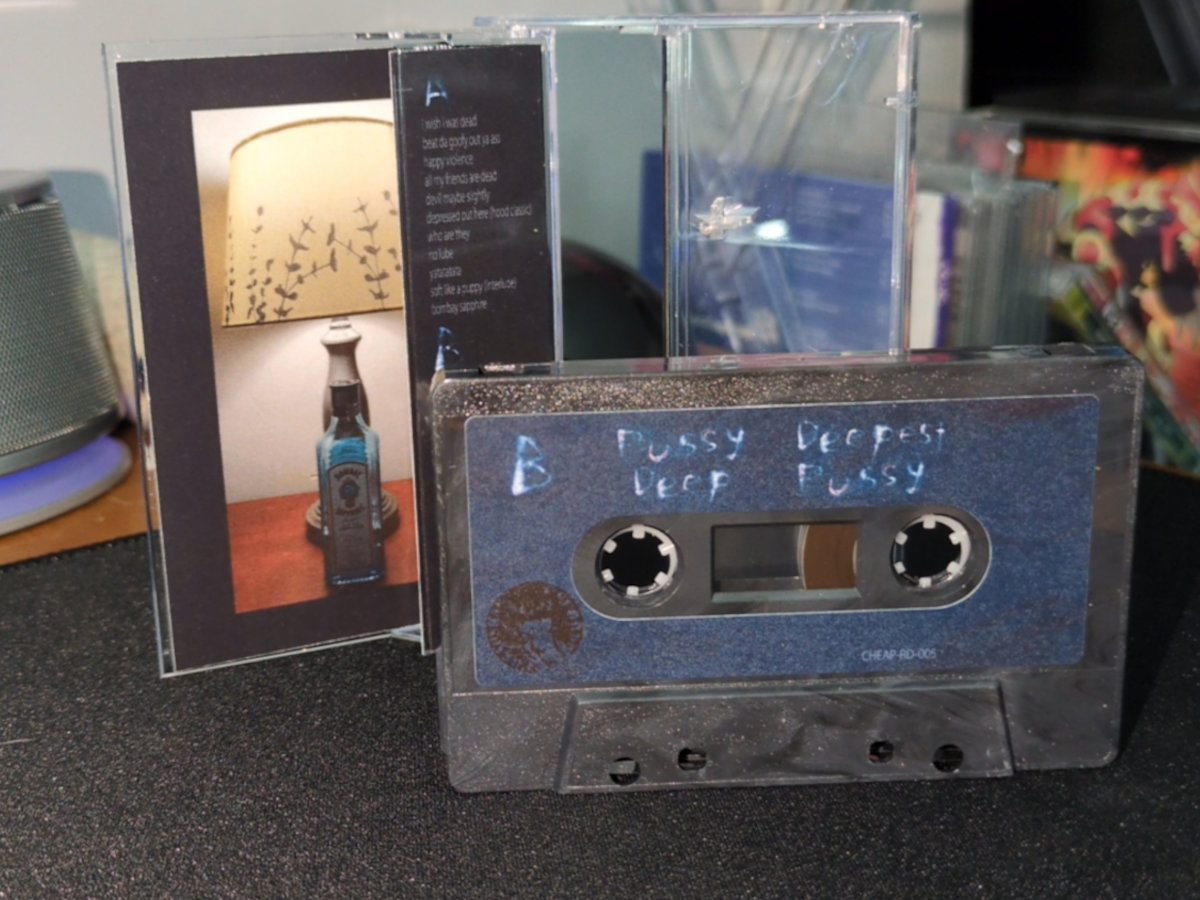 A
i wish i was dead
beat da goofy out ya ass
happy violence
all my friends are dead
devil maybe slightly
depressed out here (hood classic)
who are they
no lube
yatatatata
soft like a puppy (interlude)
bombay sapphire
B
BOMBAY
B
Pussy Deepest
Deep Pussy
CHEAP-RD-005